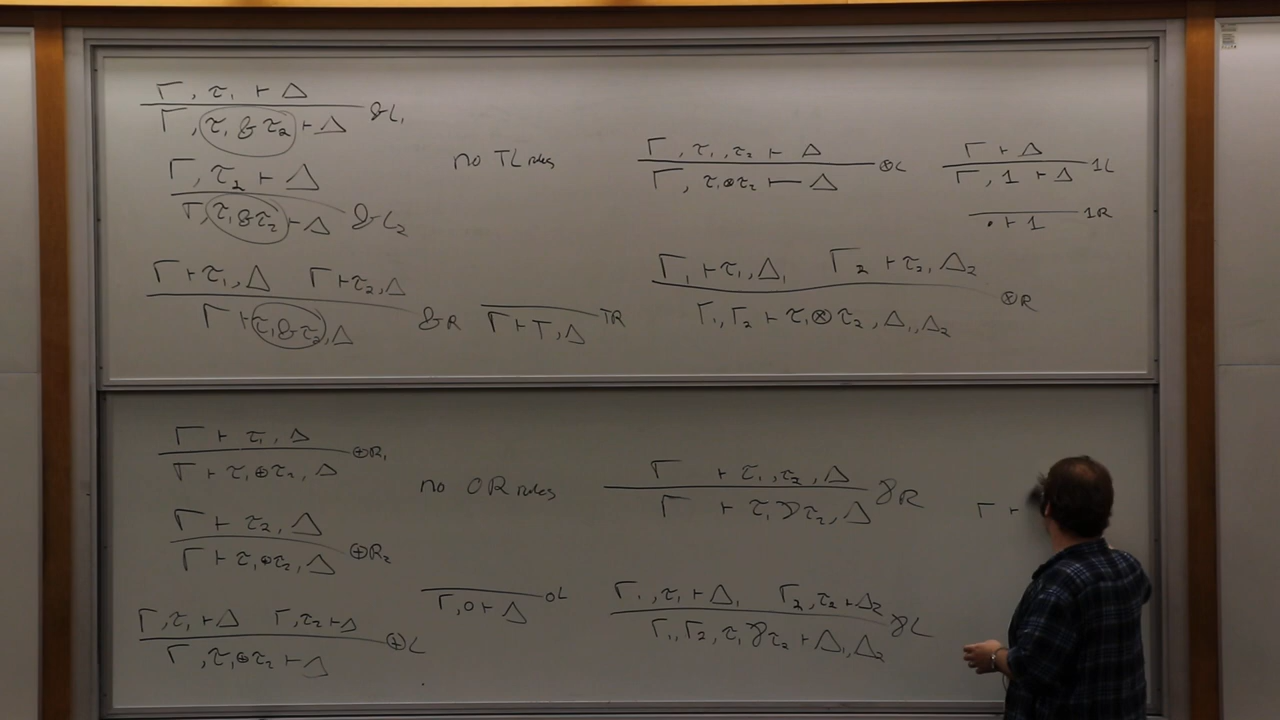 Γ, τ₁ ⊢ Δ
Γ, τ₁ & τ₂ ⊢ Δ &L₁
Γ, τ₂ ⊢ Δ
Γ, τ₁ & τ₂ ⊢ Δ &L₂
Γ ⊢ τ₁, Δ Γ ⊢ τ₂, Δ
Γ ⊢ τ₁ & τ₂, Δ &R
no ⊤L rules
Γ ⊢ ⊤, Δ ⊤R
Γ, τ₁, τ₂ ⊢ Δ
Γ, τ₁ ⊗ τ₂ ⊢ Δ ⊗L
Γ ⊢ Δ
Γ, 1 ⊢ Δ 1L
· ⊢ 1 1R
Γ₁ ⊢ τ₁, Δ₁ Γ₂ ⊢ τ₂, Δ₂
Γ₁, Γ₂ ⊢ τ₁ ⊗ τ₂, Δ₁, Δ₂ ⊗R
Γ ⊢ τ₁, Δ
Γ ⊢ τ₁ ⊕ τ₂, Δ ⊕R₁
Γ ⊢ τ₂, Δ
Γ ⊢ τ₁ ⊕ τ₂, Δ ⊕R₂
Γ, τ₁ ⊢ Δ Γ, τ₂ ⊢ Δ
Γ, τ₁ ⊕ τ₂ ⊢ Δ ⊕L
no 0R rules
Γ, 0 ⊢ Δ 0L
Γ ⊢ τ₁, τ₂, Δ
Γ ⊢ τ₁ ⅋ τ₂, Δ ⅋R
Γ₁, τ₁ ⊢ Δ₁ Γ₂, τ₂ ⊢ Δ₂
Γ₁, Γ₂, τ₁ ⅋ τ₂ ⊢ Δ₁, Δ₂ ⅋L
Γ ⊢